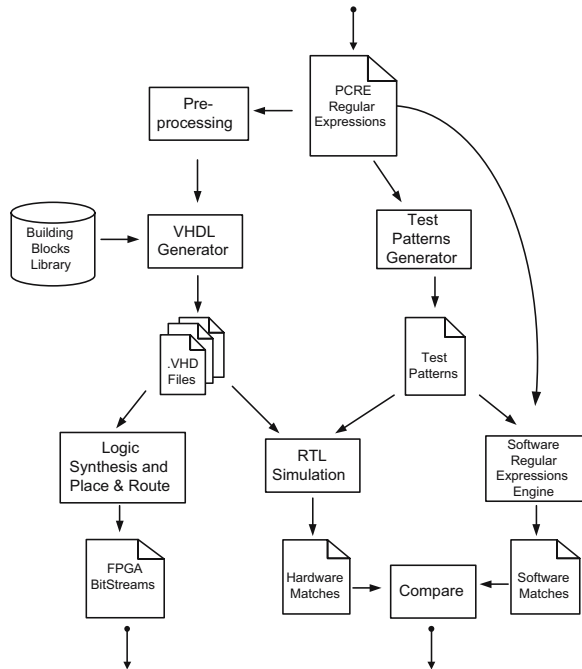 PCRE
Regular
Expressions
Pre-
processing
Building
Blocks
Library
VHDL
Generator
Test
Patterns
Generator
.VHD
Files
Test
Patterns
Logic
Synthesis and
Place & Route
RTL
Simulation
Software
Regular
Expressions
Engine
FPGA
BitStreams
Hardware
Matches
Compare
Software
Matches